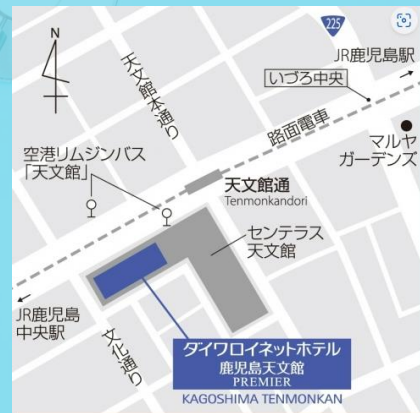 N
225
JR鹿児島駅
いづろ中央
天文館本通り
路面電車
マルヤ
ガーデンズ
空港リムジンバス
「天文館」
天文館通
Tenmonkandori
センテラス
天文館
JR鹿児島
中央駅
文化通り
ダイワロイネットホテル
鹿児島天文館
PREMIER
KAGOSHIMA TENMONKAN